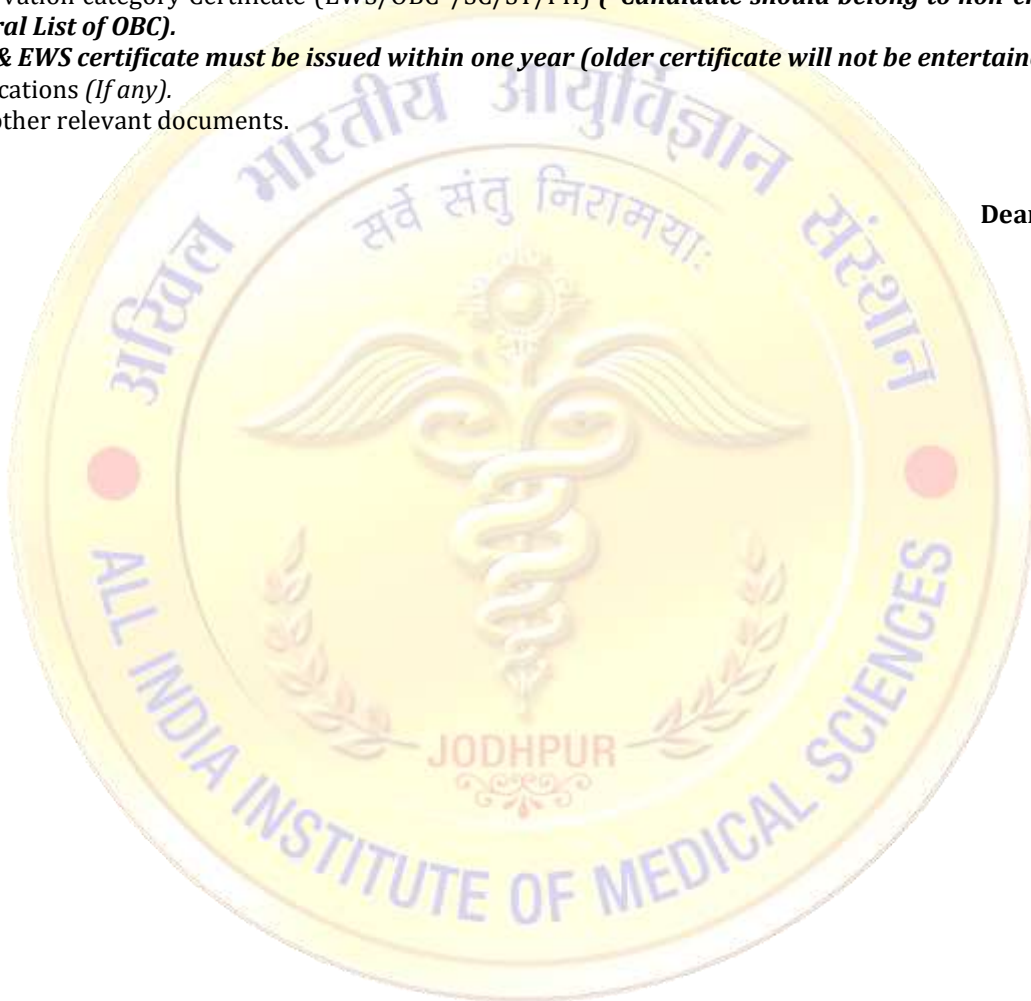 vation category Certificate (EWS/OBC*/SC/ST/PH) (*Candidate should belong to non-cr
ral List of OBC).
& EWS certificate must be issued within one year (older certificate will not be entertaine
cations (If any).
other relevant documents.
Dear
अखिल भारतीय आयुर्विज्ञान संस्थान
सर्वे संतु निरामयाः
JODHPUR
ALL INDIA INSTITUTE OF MEDICAL SCIENCES